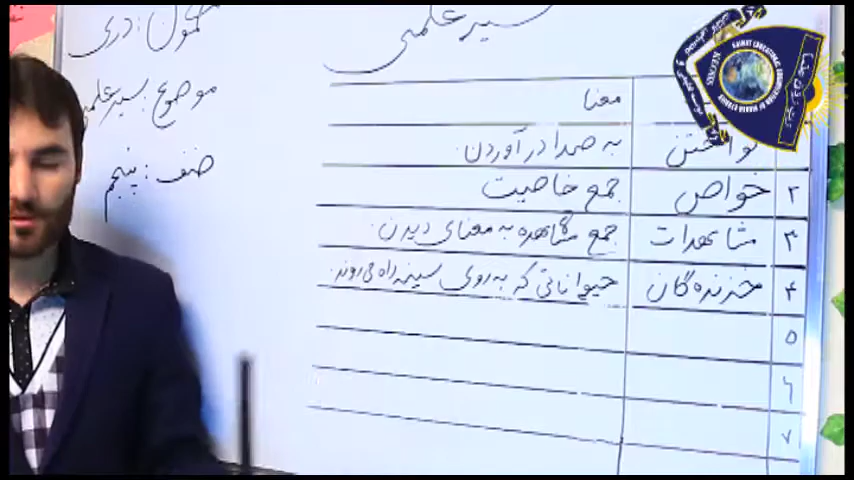 سیر علمی
مضمون: دری
موضوع: سیر علمی
صنف: پنجم
معنا
نواختن به صدا در آوردن.
۲ خواص جمع خاصیت
۳ مشاهدات جمع مشاهده به معنای دیدن.
۴ خزنده گان حیواناتی که به روی سینه راه می روند.
۵
۶
۷